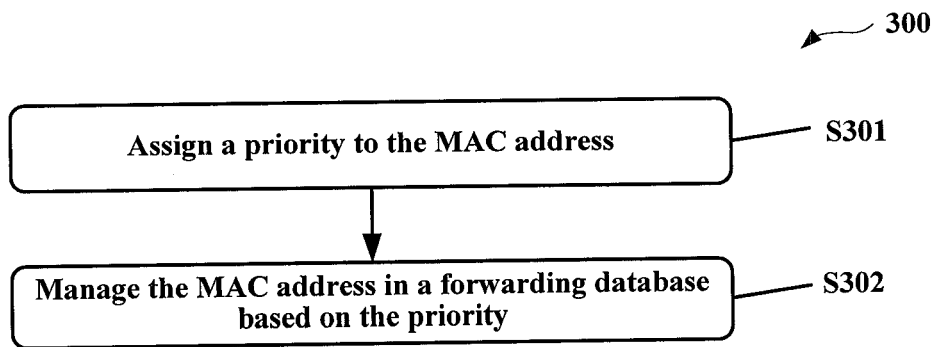 300
Assign a priority to the MAC address
S301
Manage the MAC address in a forwarding database
based on the priority
S302